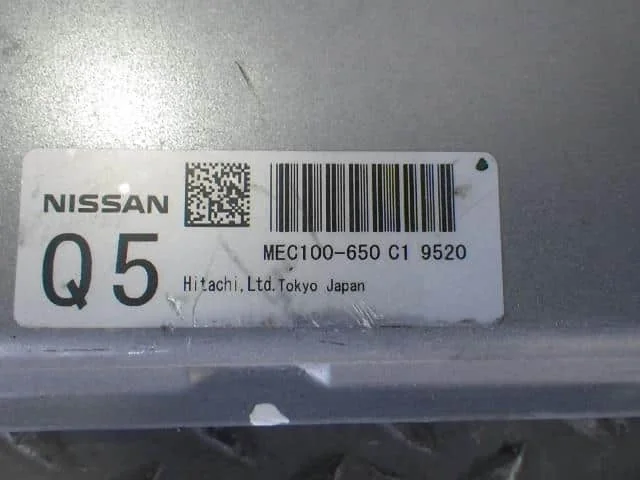 NISSAN
MEC100-650 C1 9520
Q5
Hitachi,Ltd.Tokyo Japan